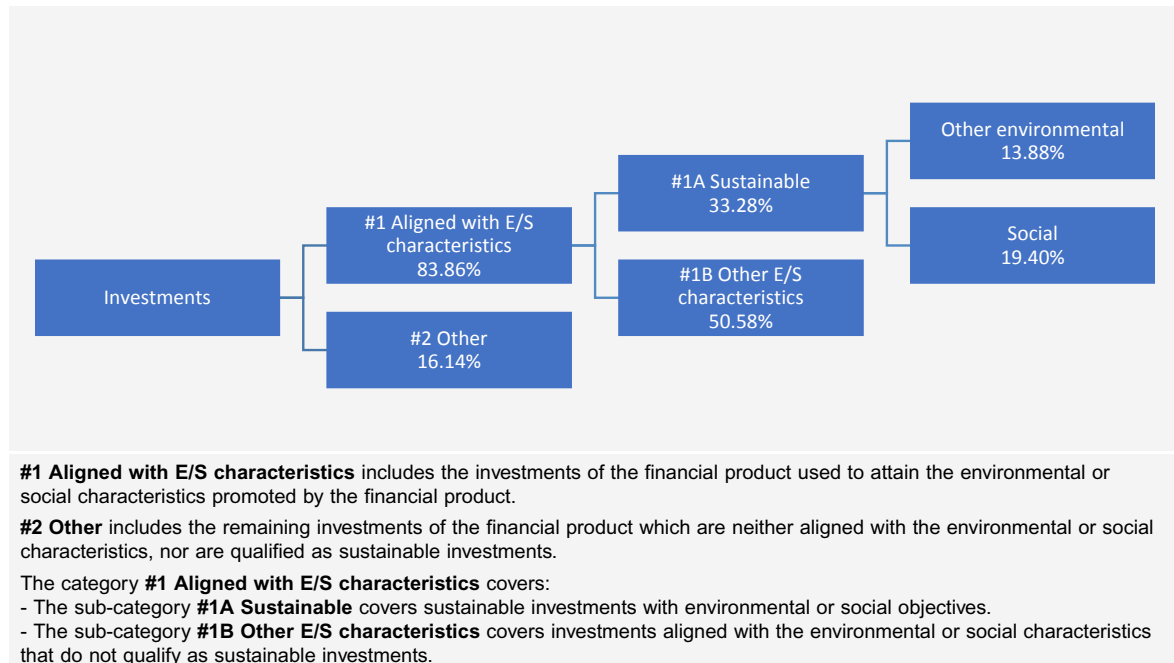 Investments
#1 Aligned with E/S
characteristics
83.86%
#2 Other
16.14%
#1A Sustainable
33.28%
#1B Other E/S
characteristics
50.58%
Other environmental
13.88%
Social
19.40%
#1 Aligned with E/S characteristics includes the investments of the financial product used to attain the environmental or
social characteristics promoted by the financial product.
#2 Other includes the remaining investments of the financial product which are neither aligned with the environmental or social
characteristics, nor are qualified as sustainable investments.
The category #1 Aligned with E/S characteristics covers:
- The sub-category #1A Sustainable covers sustainable investments with environmental or social objectives.
- The sub-category #1B Other E/S characteristics covers investments aligned with the environmental or social characteristics
that do not qualify as sustainable investments.